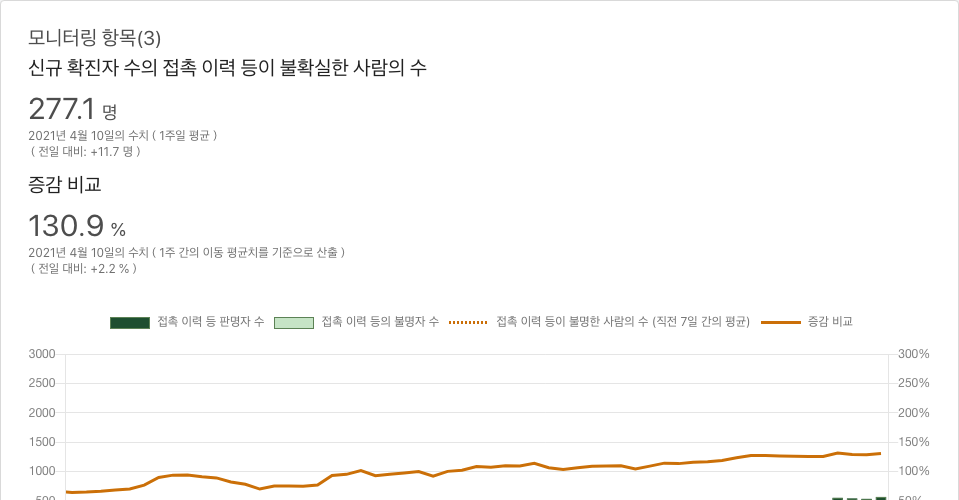 모니터링 항목(3)
신규 확진자 수의 접촉 이력 등이 불확실한 사람의 수
277.1 명
2021년 4월 10일의 수치 ( 1주일 평균 )
( 전일 대비: +11.7 명 )
증감 비교
130.9 %
2021년 4월 10일의 수치 ( 1주 간의 이동 평균치를 기준으로 산출 )
( 전일 대비: +2.2 % )
접촉 이력 등 판명자 수 접촉 이력 등의 불명자 수 접촉 이력 등이 불명한 사람의 수 (직전 7일 간의 평균) 증감 비교
3000 300%
2500 250%
2000 200%
1500 150%
1000 100%
500 50%